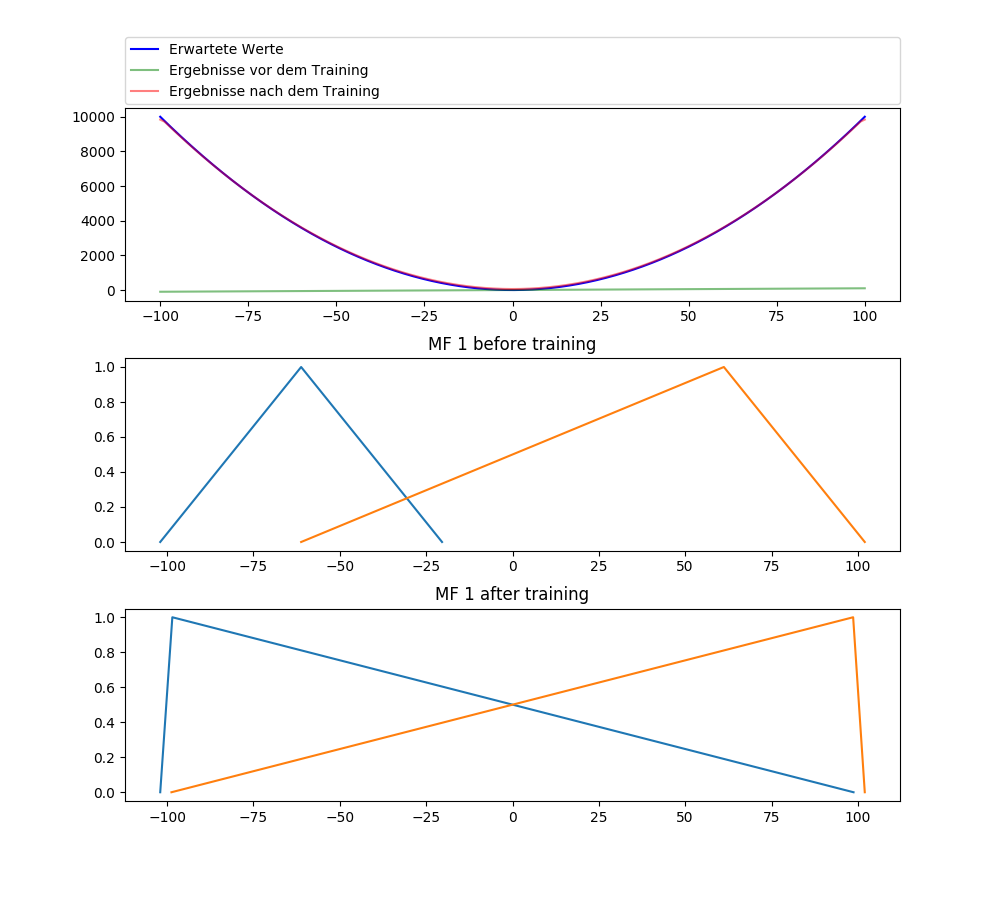 Erwartete Werte
Ergebnisse vor dem Training
Ergebnisse nach dem Training
10000
8000
6000
4000
2000
0
−100 −75 −50 −25 0 25 50 75 100
MF 1 before training
1.0
0.8
0.6
0.4
0.2
0.0
−100 −75 −50 −25 0 25 50 75 100
MF 1 after training
1.0
0.8
0.6
0.4
0.2
0.0
−100 −75 −50 −25 0 25 50 75 100